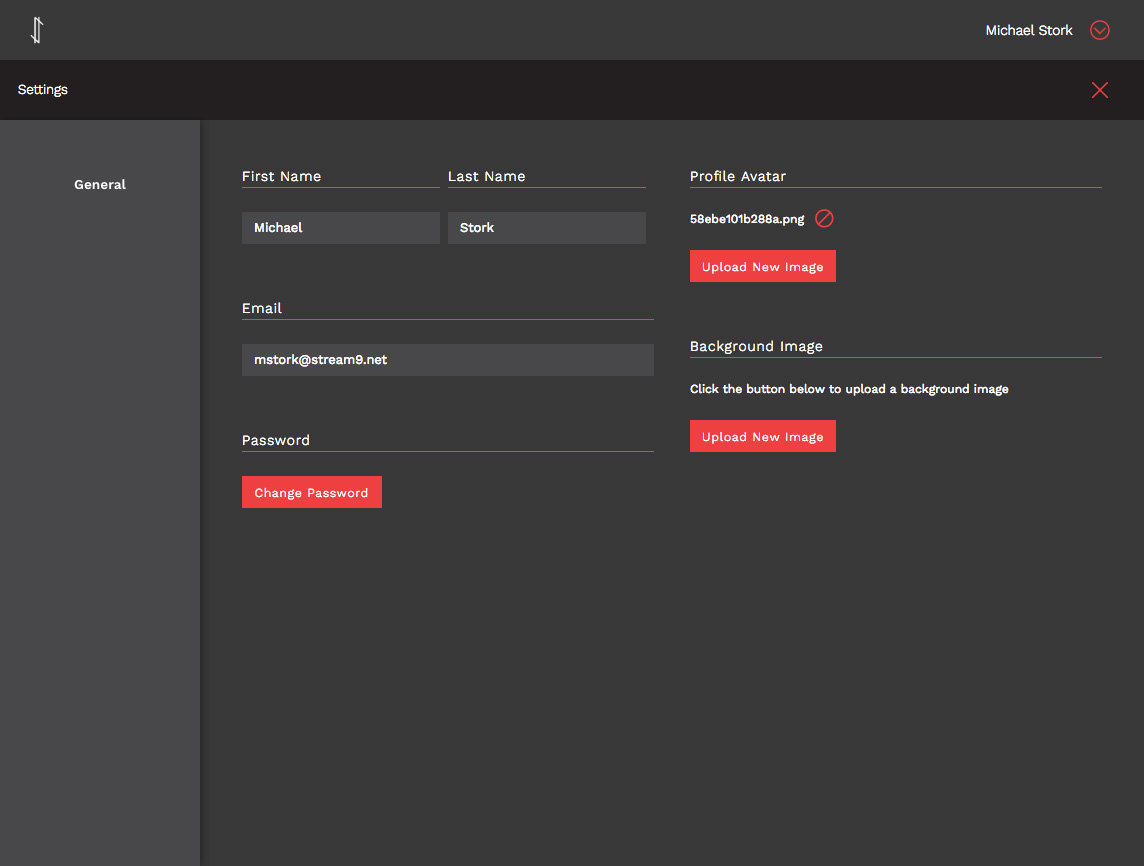 Michael Stork
Settings
General
First Name
Last Name
Michael
Stork
Email
mstork@stream9.net
Password
Change Password
Profile Avatar
58ebe101b288a.png
Upload New Image
Background Image
Click the button below to upload a background image
Upload New Image